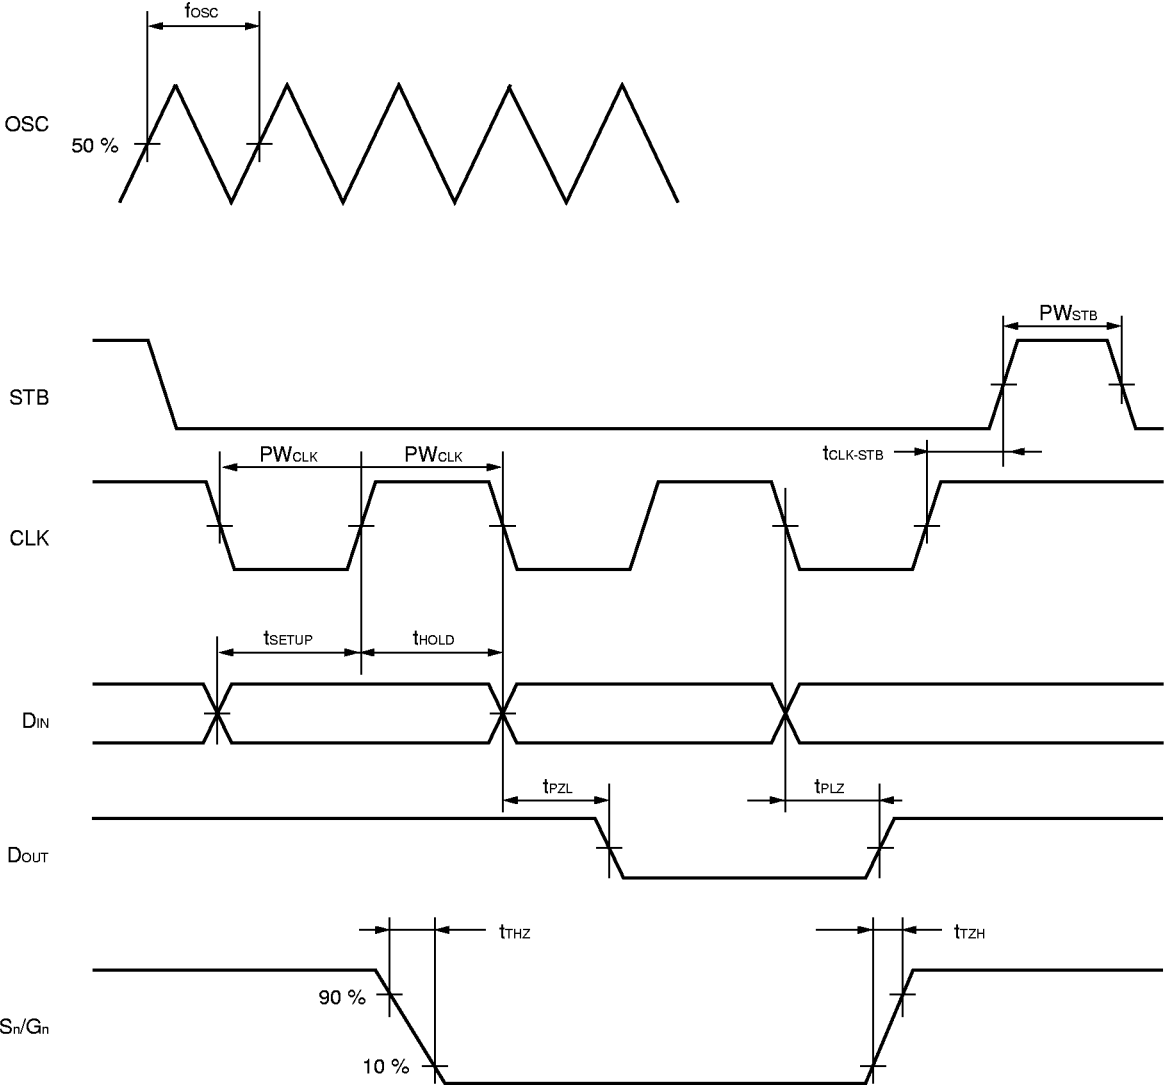 fOSC
OSC
50 %
PWSTB
STB
tCLK-STB
PWCLK PWCLK
CLK
tSETUP tHOLD
DIN
tPZL tPLZ
DOUT
tTHZ tTZH
90 %
Sn/Gn
10 %